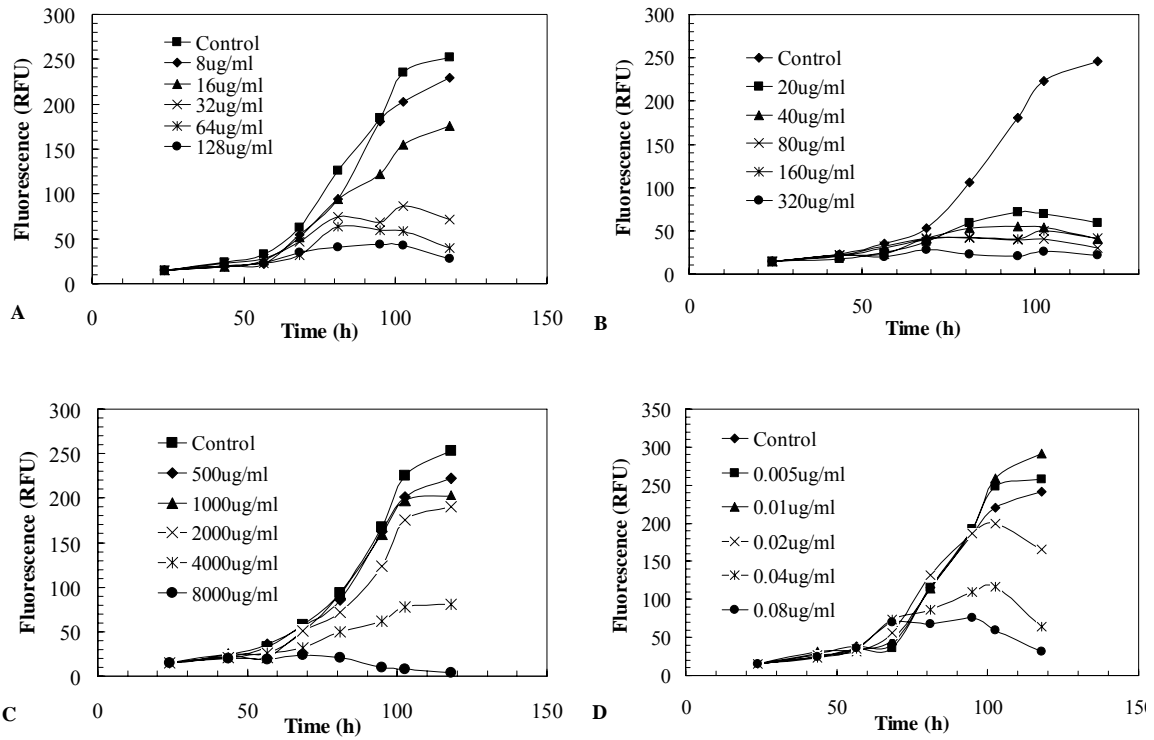 300
250
200
150
100
50
0
Fluorescence (RFU)
Control
8ug/ml
16ug/ml
32ug/ml
64ug/ml
128ug/ml
0
50
100
150
Time (h)
A
300
250
200
150
100
50
0
Fluorescence (RFU)
Control
20ug/ml
40ug/ml
80ug/ml
160ug/ml
320ug/ml
0
50
100
Time (h)
B
300
250
200
150
100
50
0
Fluorescence (RFU)
Control
500ug/ml
1000ug/ml
2000ug/ml
4000ug/ml
8000ug/ml
0
50
100
150
Time (h)
C
350
300
250
200
150
100
50
0
Fluorescence (RFU)
Control
0.005ug/ml
0.01ug/ml
0.02ug/ml
0.04ug/ml
0.08ug/ml
0
50
100
Time (h)
D